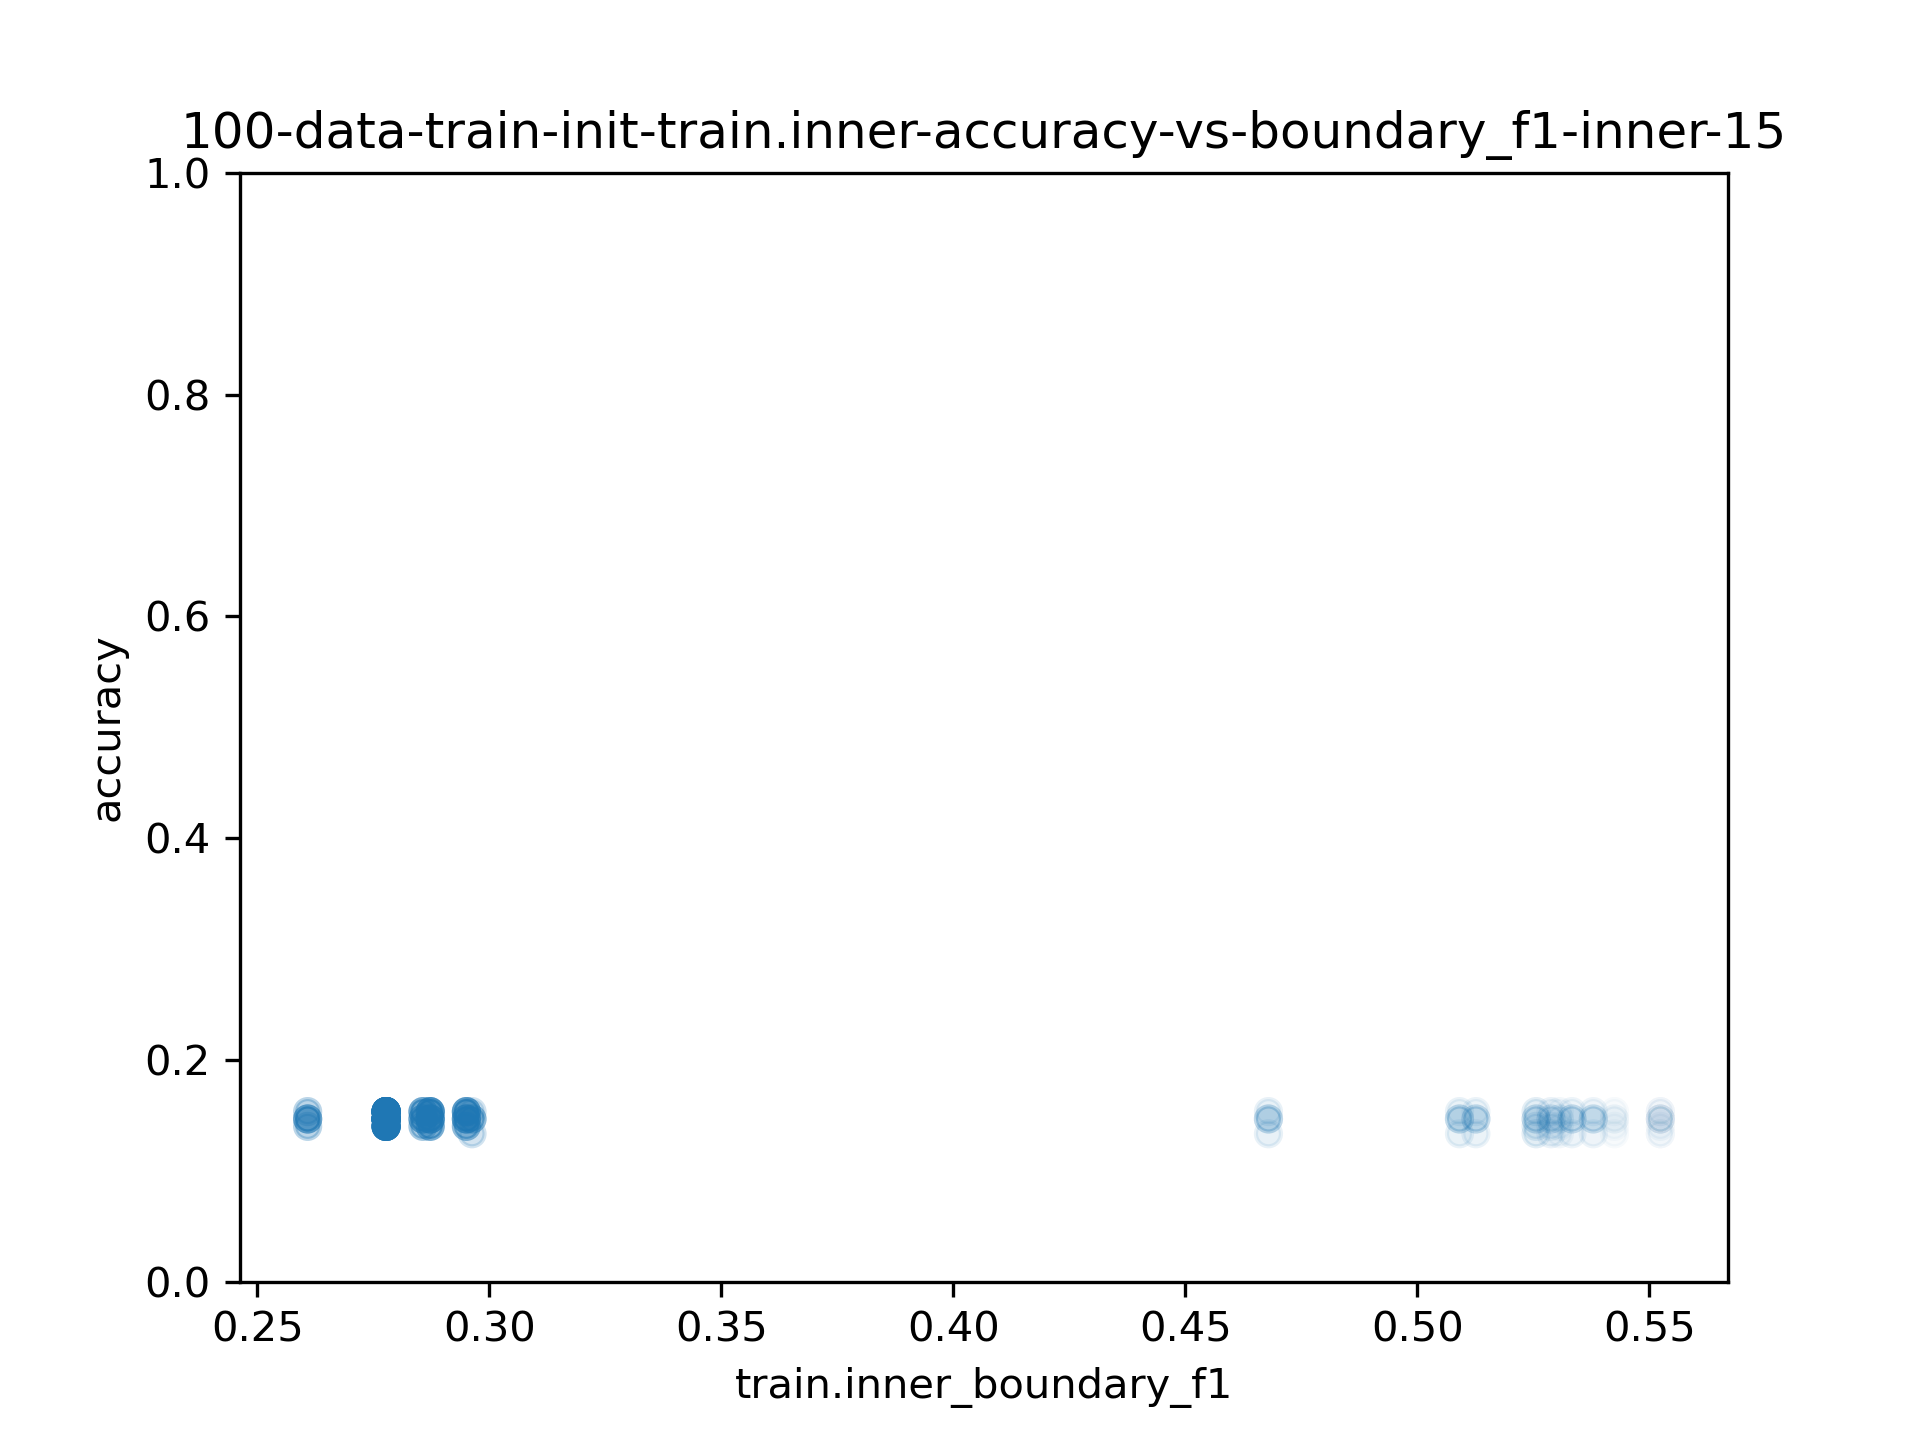 100-data-train-init-train.inner-accuracy-vs-boundary_f1-inner-15
1.0
0.8
0.6
0.4
0.2
0.0
accuracy
0.25 0.30 0.35 0.40 0.45 0.50 0.55
train.inner_boundary_f1